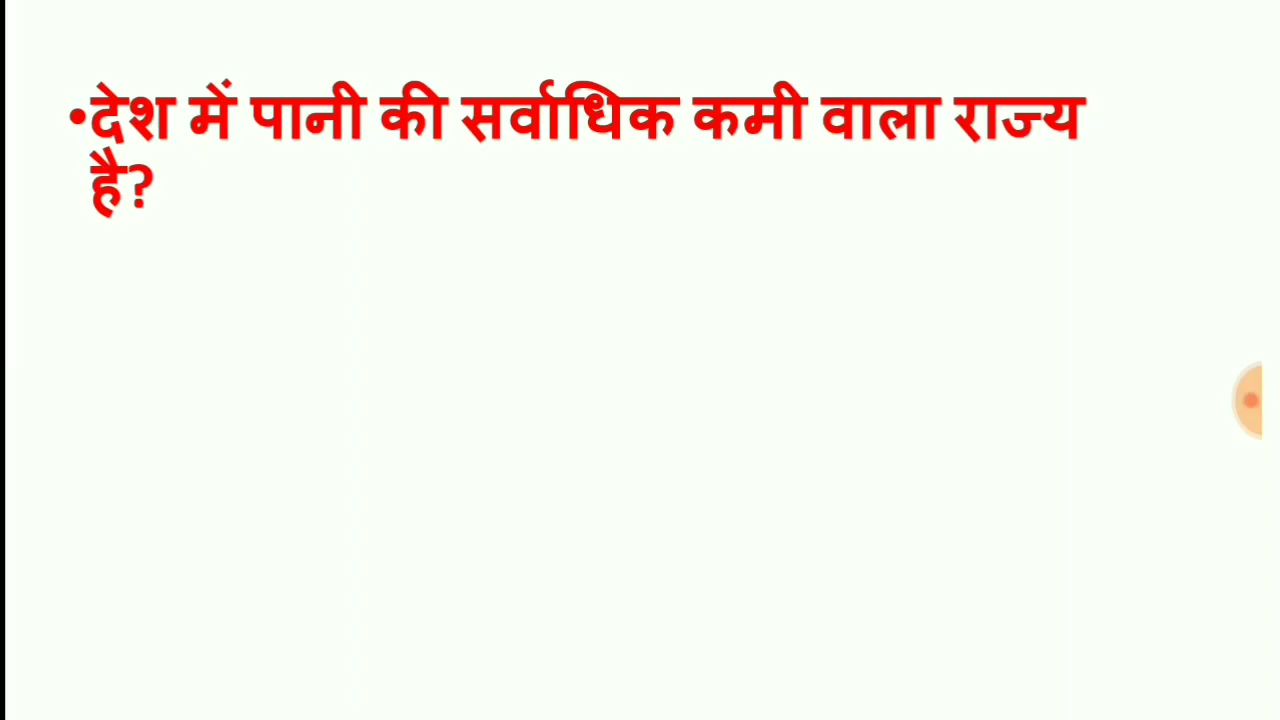 •देश में पानी की सर्वाधिक कमी वाला राज्य
है?